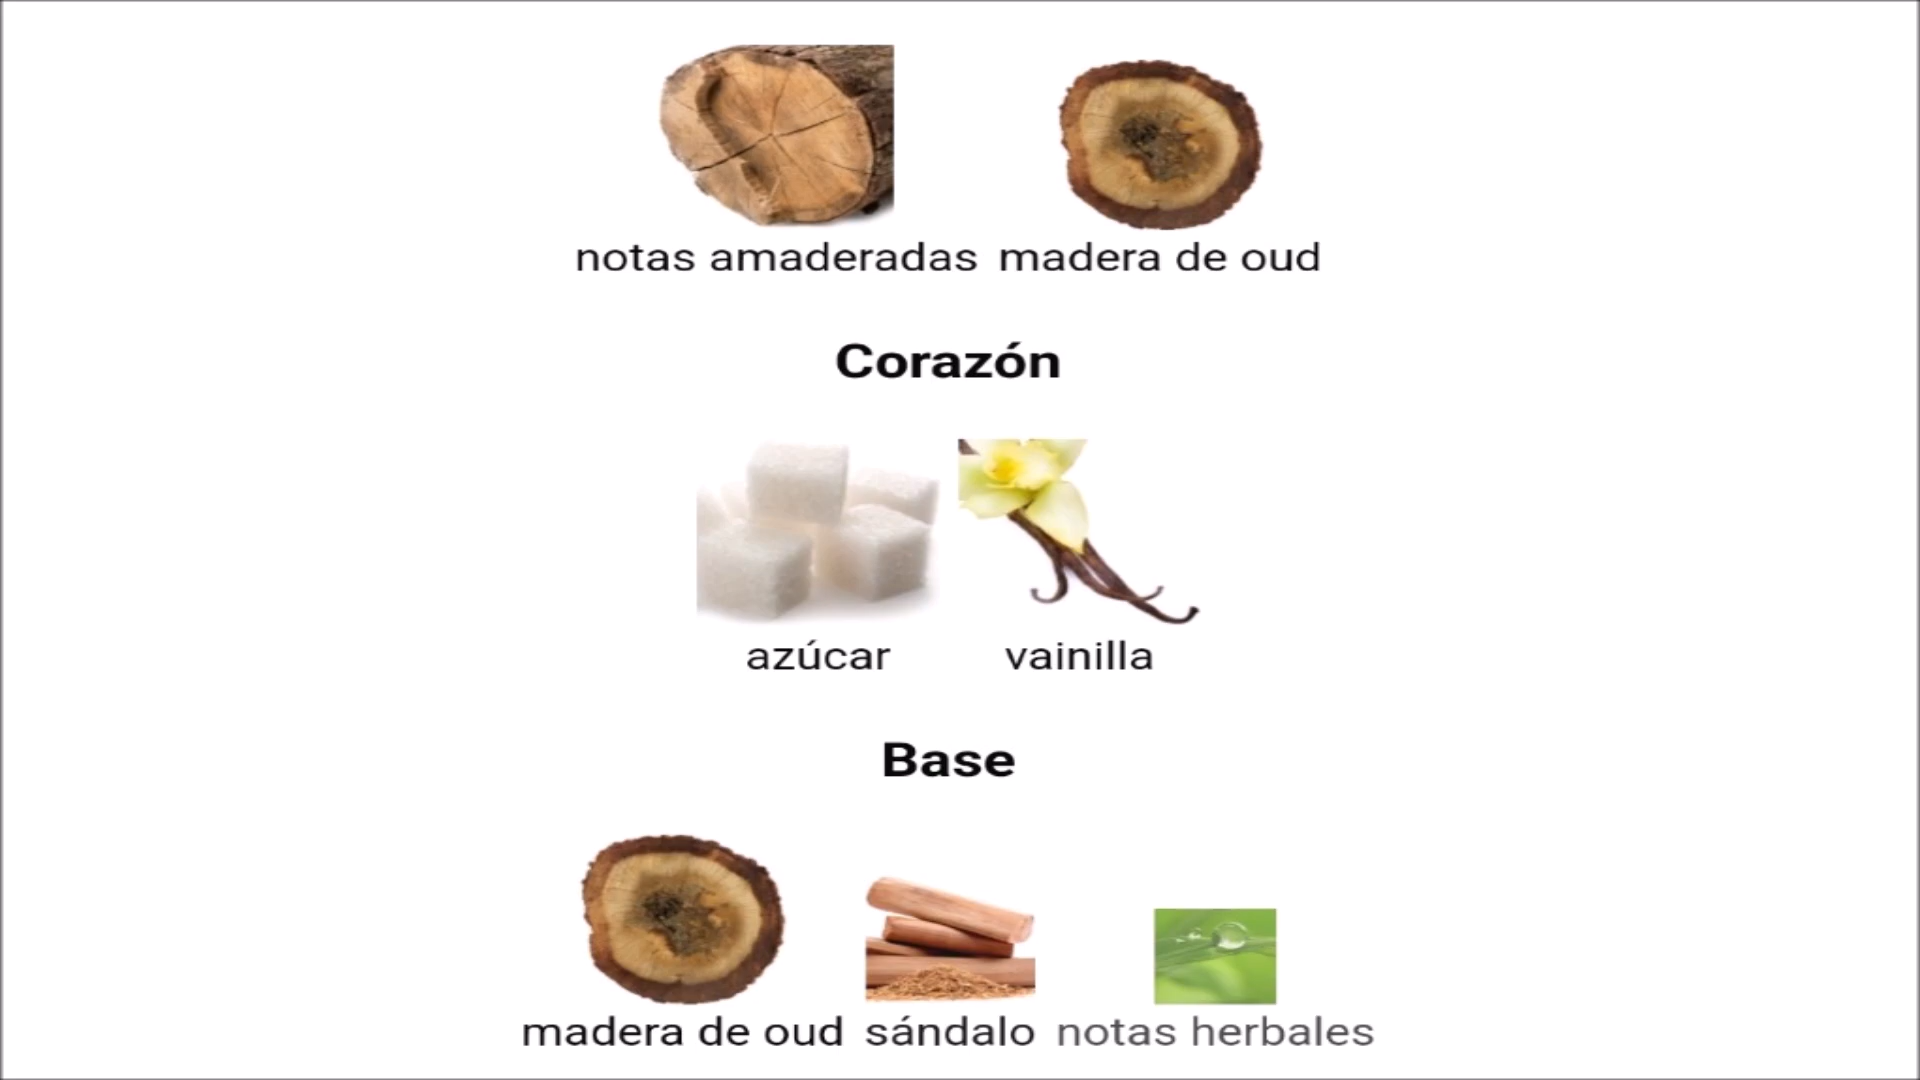 notas amaderadas madera de oud
Corazón
azúcar vainilla
Base
madera de oud sándalo notas herbales